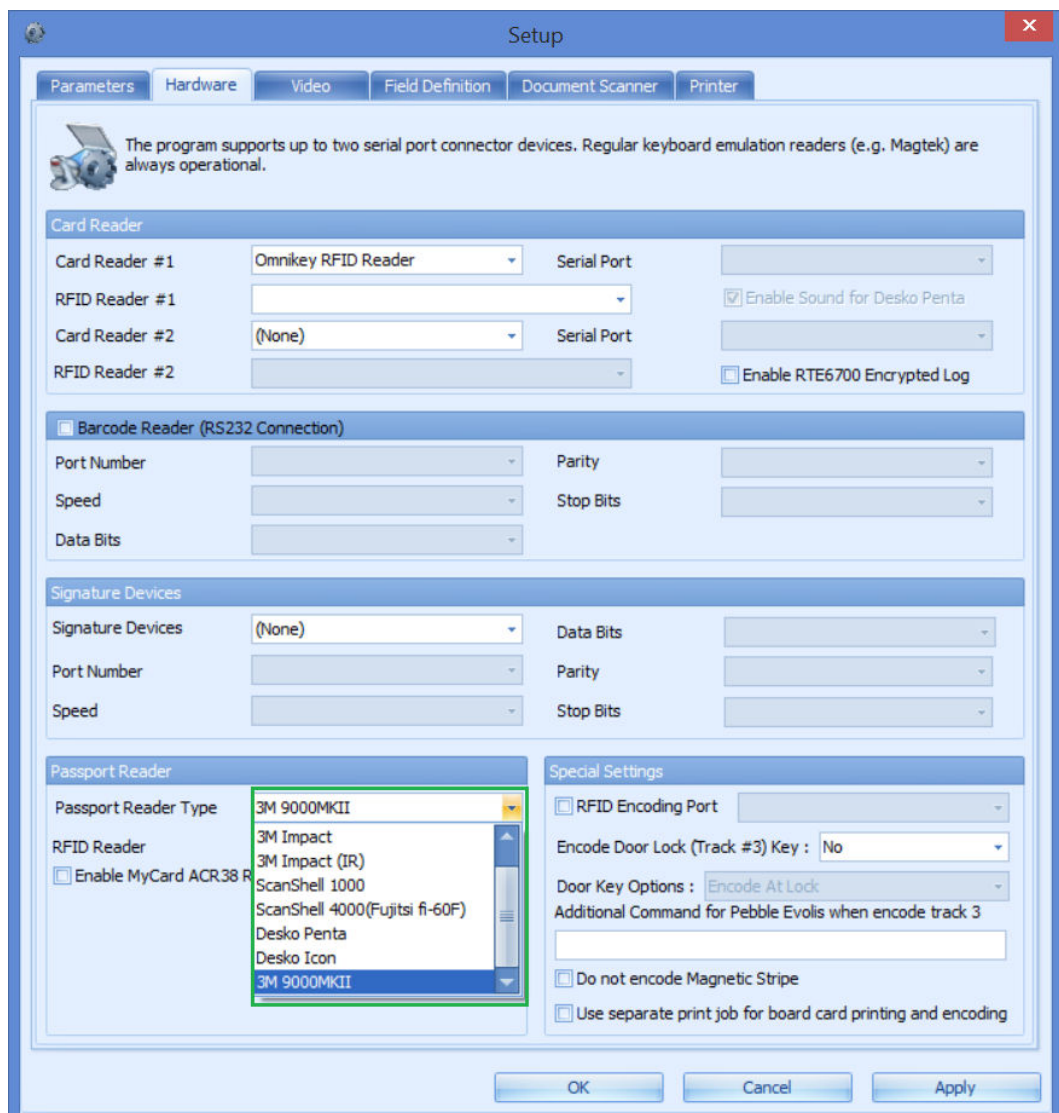 Setup
Parameters Hardware Video Field Definition Document Scanner Printer
The program supports up to two serial port connector devices. Regular keyboard emulation readers (e.g. Magtek) are
always operational.
Card Reader
Card Reader #1 Omnikey RFID Reader Serial Port
RFID Reader #1 Enable Sound for Desko Penta
Card Reader #2 (None) Serial Port
RFID Reader #2 Enable RTE6700 Encrypted Log
Barcode Reader (RS232 Connection)
Port Number Parity
Speed Stop Bits
Data Bits
Signature Devices
Signature Devices (None) Data Bits
Port Number Parity
Speed Stop Bits
Passport Reader
Passport Reader Type 3M 9000MKII
RFID Reader
Enable MyCard ACR38 R
3M Impact
3M Impact (IR)
ScanShell 1000
ScanShell 4000(Fujitsi fi-60F)
Desko Penta
Desko Icon
3M 9000MKII
Special Settings
RFID Encoding Port
Encode Door Lock (Track #3) Key : No
Door Key Options : Encode At Lock
Additional Command for Pebble Evolis when encode track 3
Do not encode Magnetic Stripe
Use separate print job for board card printing and encoding
OK Cancel Apply